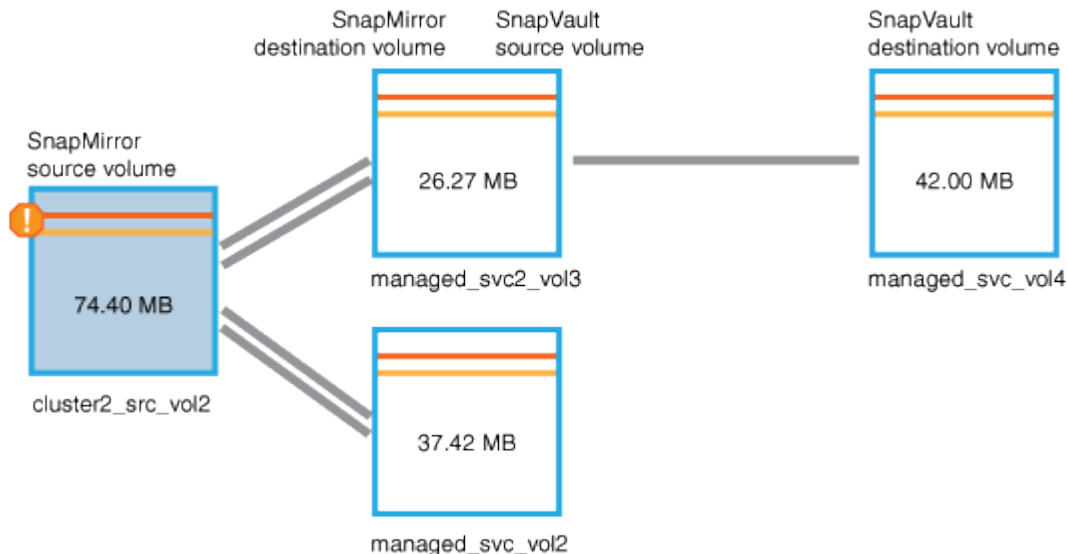 SnapMirror
destination volume
SnapVault
source volume
SnapVault
destination volume
SnapMirror
source volume
!
26.27 MB
42.00 MB
managed_svc2_vol3
managed_svc_vol4
74.40 MB
cluster2_src_vol2
37.42 MB
managed_svc_vol2